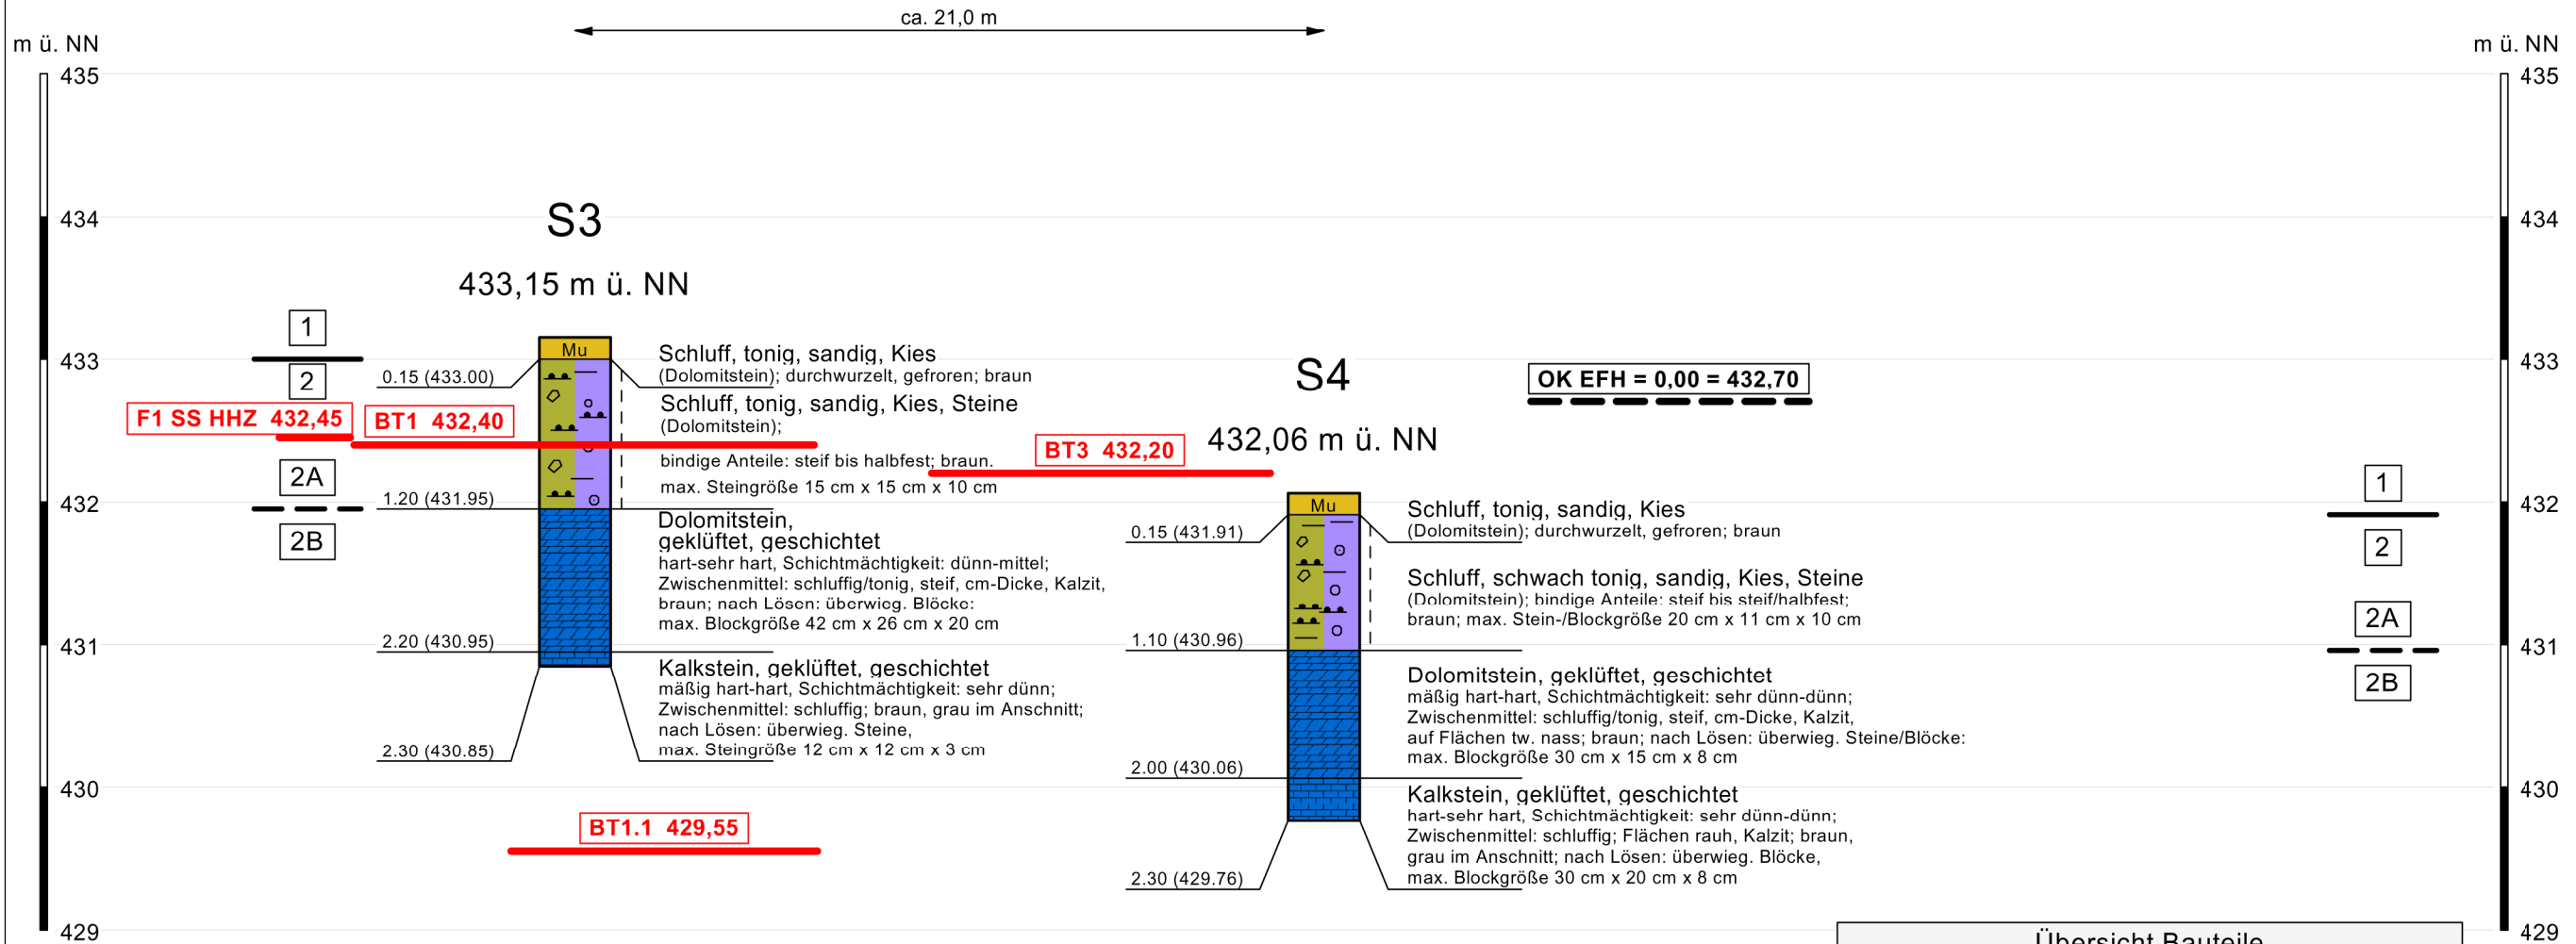 ca. 21,0 m
m ü. NN
m ü. NN
435
435
434
434
S3
433,15 m ü. NN
1
2
433
433
Mu
0.15 (433.00)
Schluff, tonig, sandig, Kies
(Dolomitstein); durchwurzelt, gefroren; braun
Schluff, tonig, sandig, Kies, Steine
(Dolomitstein);
bindige Anteile: steif bis halbfest; braun.
max. Steingröße 15 cm x 15 cm x 10 cm
F1 SS HHZ 432,45
BT1 432,40
2A
2B
432
432
1.20 (431.95)
Dolomitstein,
geklüftet, geschichtet
hart-sehr hart, Schichtmächtigkeit: dünn-mittel;
Zwischenmittel: schluffig/tonig, steif, cm-Dicke, Kalzit,
braun; nach Lösen: überwieg. Blöcke:
max. Blockgröße 42 cm x 26 cm x 20 cm
431
431
2.20 (430.95)
Kalkstein, geklüftet, geschichtet
mäßig hart-hart, Schichtmächtigkeit: sehr dünn;
Zwischenmittel: schluffig; braun, grau im Anschnitt;
nach Lösen: überwieg. Steine,
max. Steingröße 12 cm x 12 cm x 3 cm
2.30 (430.85)
430
430
BT1.1 429,55
429
429
S4
432,06 m ü. NN
OK EFH = 0,00 = 432,70
BT3 432,20
Mu
0.15 (431.91)
Schluff, tonig, sandig, Kies
(Dolomitstein); durchwurzelt, gefroren; braun
Schluff, schwach tonig, sandig, Kies, Steine
(Dolomitstein); bindige Anteile: steif bis steif/halbfest;
braun; max. Stein-/Blockgröße 20 cm x 11 cm x 10 cm
1.10 (430.96)
Dolomitstein, geklüftet, geschichtet
mäßig hart-hart, Schichtmächtigkeit: sehr dünn-dünn;
Zwischenmittel: schluffig/tonig, steif, cm-Dicke, Kalzit,
auf Flächen tw. nass; braun; nach Lösen: überwieg. Steine/Blöcke:
max. Blockgröße 30 cm x 15 cm x 8 cm
2.00 (430.06)
Kalkstein, geklüftet, geschichtet
hart-sehr hart, Schichtmächtigkeit: sehr dünn-dünn;
Zwischenmittel: schluffig; Flächen rauh, Kalzit; braun,
grau im Anschnitt; nach Lösen: überwieg. Blöcke,
max. Blockgröße 30 cm x 20 cm x 8 cm
2.30 (429.76)
1
2
2A
2B
Übersicht Bauteile